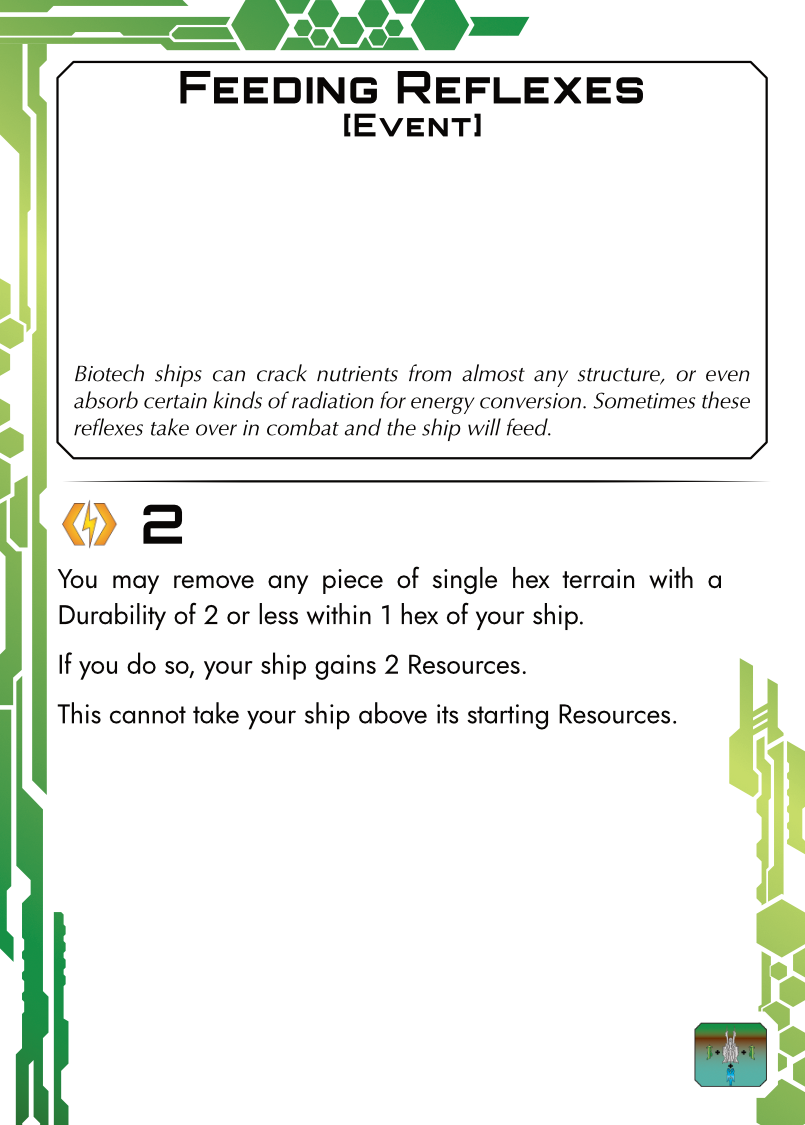 Feeding Reflexes
[Event]
Biotech ships can crack nutrients from almost any structure, or even
absorb certain kinds of radiation for energy conversion. Sometimes these
reflexes take over in combat and the ship will feed.
2
You may remove any piece of single hex terrain with a
Durability of 2 or less within 1 hex of your ship.
If you do so, your ship gains 2 Resources.
This cannot take your ship above its starting Resources.